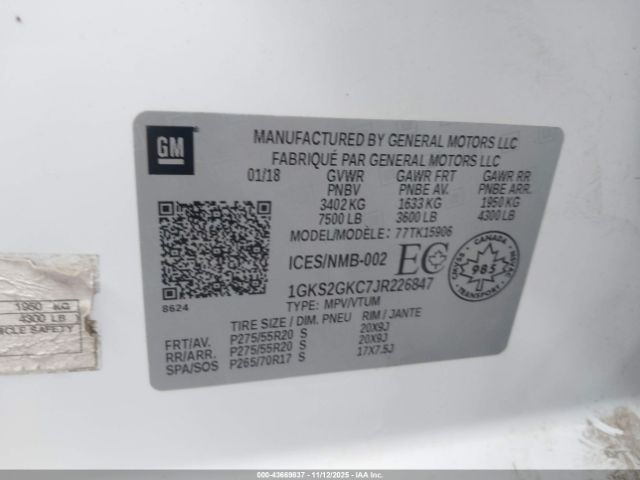 GM
MANUFACTURED BY GENERAL MOTORS LLC
FABRIQUÉ PAR GENERAL MOTORS LLC
01/18 GVWR GAWR FRT GAWR RR
PNBV PNBE AV. PNBE ARR.
3402 KG 1633 KG 1950 KG
7500 LB 3600 LB 4300 LB
MODEL/MODÈLE: 77TK15906
ICES/NMB-002 EC
CANADA
985
1GKS2GKC7JR226847
8624
TYPE: MPV/VTUM
TIRE SIZE / DIM. PNEU RIM / JANTE
FRT/AV. P275/55R20 S 20X9J
RR/ARR. P275/55R20 S 20X9J
SPA/SOS P265/70R17 S 17X7.5J
1950 KG
4300 LB
SAFETY
000-43669837 - 11/12/2025 - IAAI.com